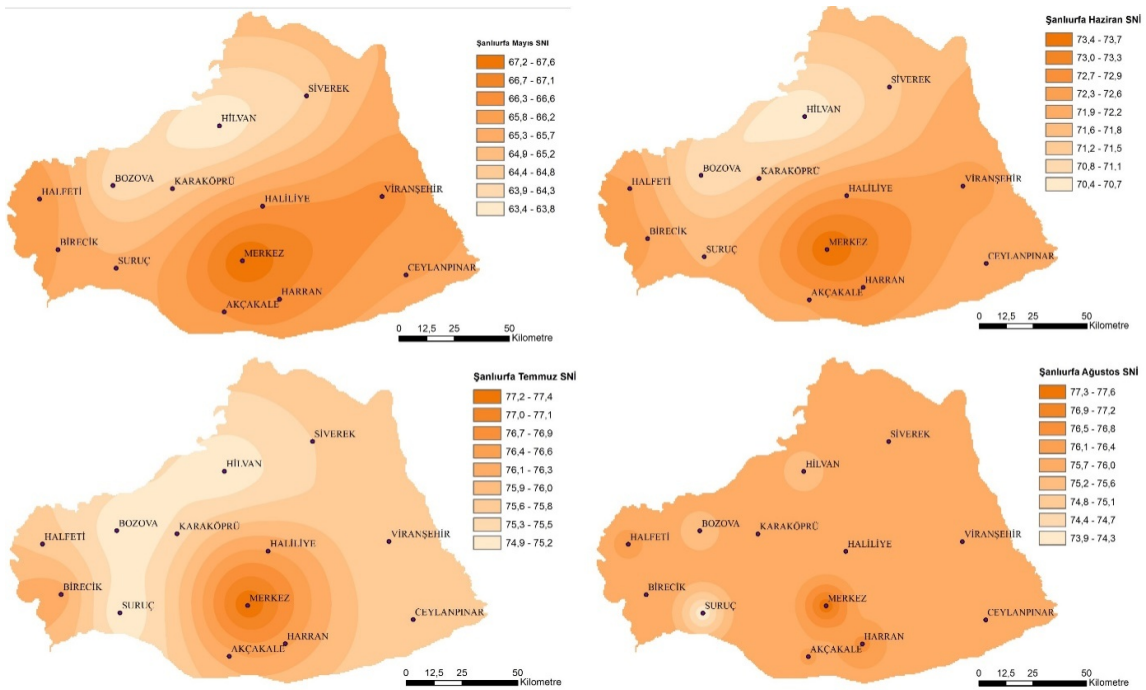 Şanlıurfa Mayıs SNI
67,2 - 67,6
66,7 - 67,1
66,3 - 66,6
65,8 - 66,2
65,3 - 65,7
64,9 - 65,2
64,4 - 64,8
63,9 - 64,3
63,4 - 63,8
SİVEREK
HİLVAN
BOZOVA
KARAKÖPRÜ
HALFETİ
HALİLİYE
VİRANŞEHİR
BİRECİK
SURUÇ
MERKEZ
CEYLANPINAR
HARRAN
AKÇAKALE
0 12,5 25 50
Kilometre
Şanlıurfa Haziran SNİ
73,4 - 73,7
73,0 - 73,3
72,7 - 72,9
72,3 - 72,6
71,9 - 72,2
71,6 - 71,8
71,2 - 71,5
70,8 - 71,1
70,4 - 70,7
SİVEREK
HİLVAN
BOZOVA
KARAKÖPRÜ
HALFETİ
HALİLİYE
VİRANŞEHİR
BİRECİK
SURUÇ
MERKEZ
CEYLANPINAR
HARRAN
AKÇAKALE
0 12,5 25 50
Kilometre
Şanlıurfa Temmuz SNİ
77,2 - 77,4
77,0 - 77,1
76,7 - 76,9
76,4 - 76,6
76,1 - 76,3
75,9 - 76,0
75,6 - 75,8
75,3 - 75,5
74,9 - 75,2
SİVEREK
HİLVAN
BOZOVA
KARAKÖPRÜ
HALFETİ
HALİLİYE
VİRANŞEHİR
BİRECİK
SURUÇ
MERKEZ
CEYLANPINAR
HARRAN
AKÇAKALE
0 12,5 25 50
Kilometre
Şanlıurfa Ağustos SNİ
77,3 - 77,6
76,9 - 77,2
76,5 - 76,8
76,1 - 76,4
75,7 - 76,0
75,2 - 75,6
74,8 - 75,1
74,4 - 74,7
73,9 - 74,3
SİVEREK
HİLVAN
BOZOVA
KARAKÖPRÜ
HALFETİ
HALİLİYE
VİRANŞEHİR
BİRECİK
SURUÇ
MERKEZ
CEYLANPINAR
HARRAN
AKÇAKALE
0 12,5 25 50
Kilometre